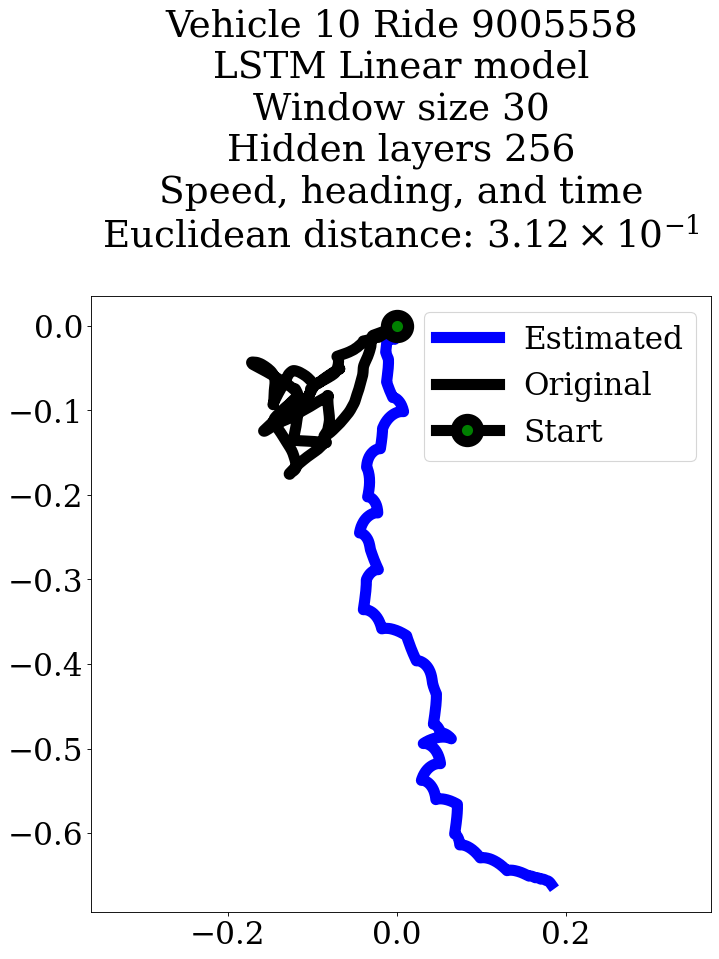 Vehicle 10 Ride 9005558
LSTM Linear model
Window size 30
Hidden layers 256
Speed, heading, and time
Euclidean distance: 3.12 × 10⁻¹
Estimated
Original
Start
0.0
−0.1
−0.2
−0.3
−0.4
−0.5
−0.6
−0.2
0.0
0.2